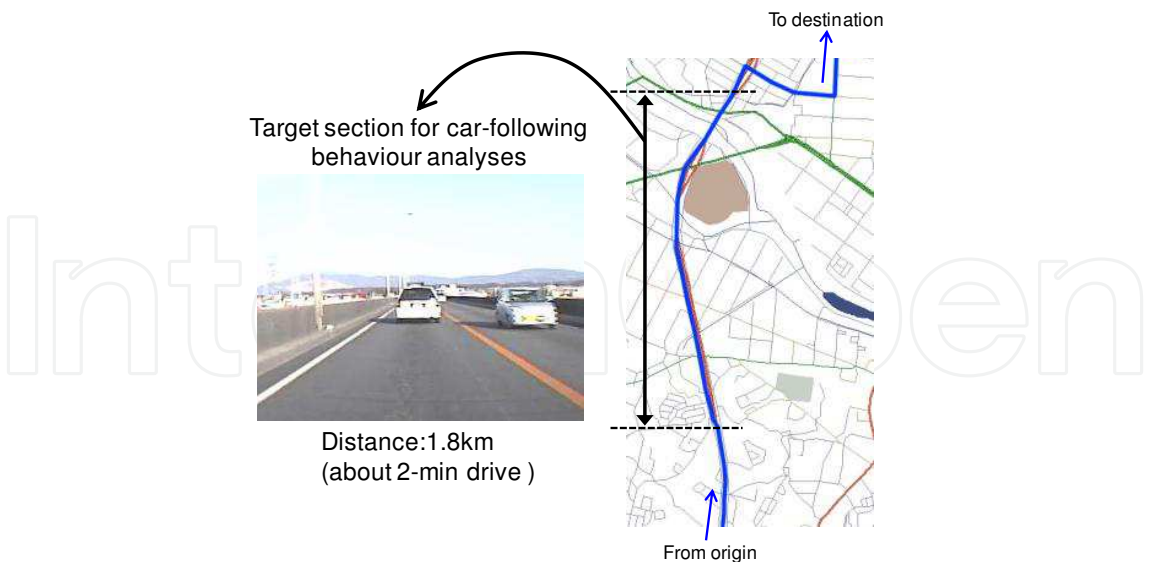 To destination
Target section for car-following
behaviour analyses
Distance:1.8km
(about 2-min drive )
From origin